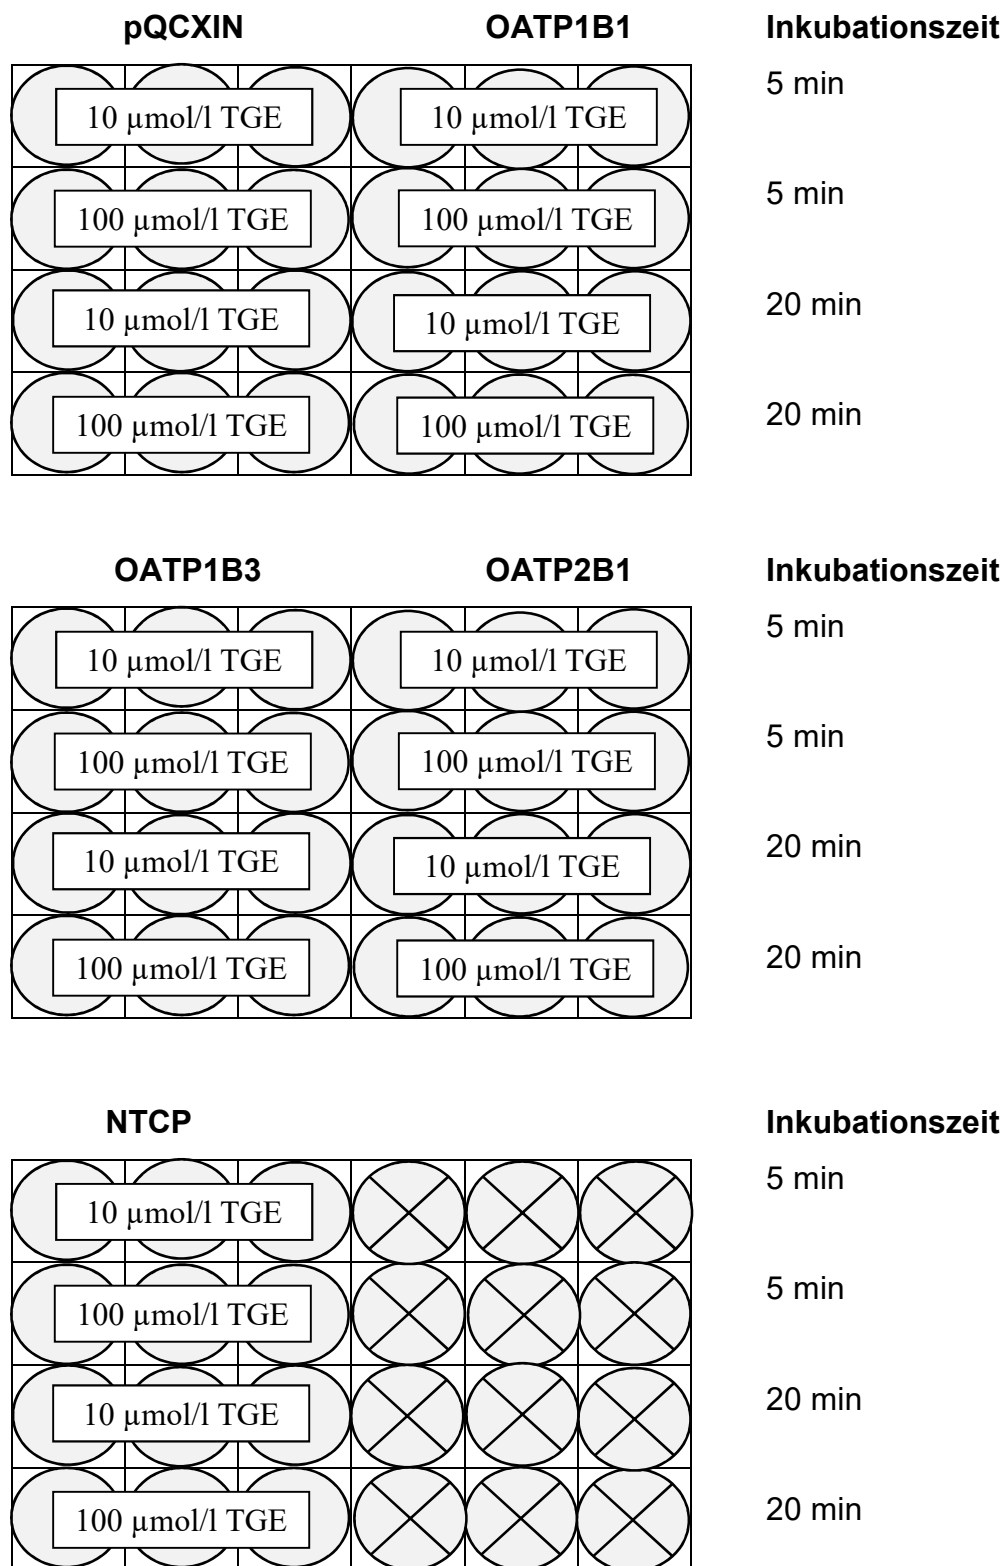 pQCXIN OATP1B1 Inkubationszeit
10 µmol/l TGE 10 µmol/l TGE 5 min
100 µmol/l TGE 100 µmol/l TGE 5 min
10 µmol/l TGE 10 µmol/l TGE 20 min
100 µmol/l TGE 100 µmol/l TGE 20 min
OATP1B3 OATP2B1 Inkubationszeit
10 µmol/l TGE 10 µmol/l TGE 5 min
100 µmol/l TGE 100 µmol/l TGE 5 min
10 µmol/l TGE 10 µmol/l TGE 20 min
100 µmol/l TGE 100 µmol/l TGE 20 min
NTCP Inkubationszeit
10 µmol/l TGE 5 min
100 µmol/l TGE 5 min
10 µmol/l TGE 20 min
100 µmol/l TGE 20 min